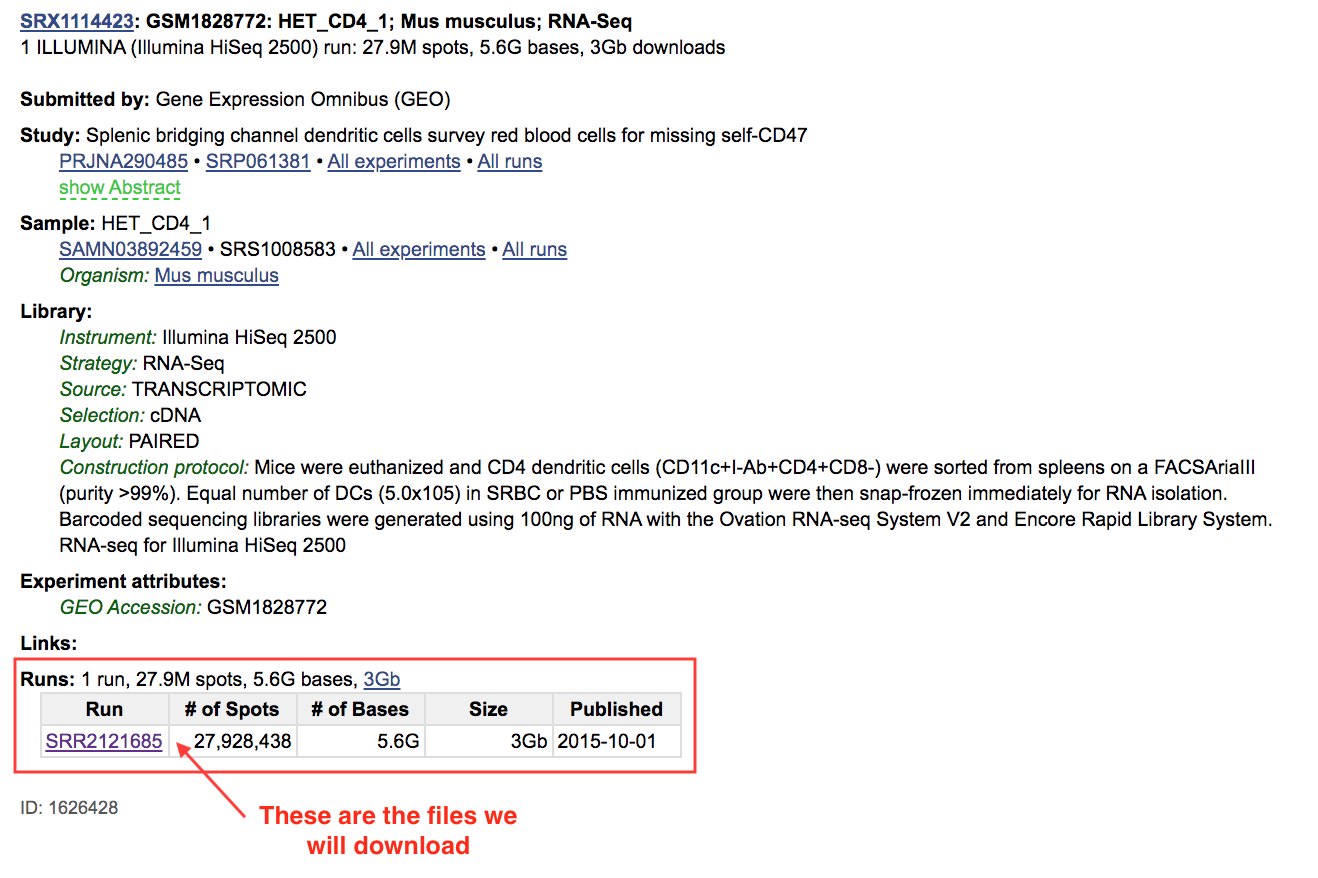 SRX1114423: GSM1828772: HET_CD4_1; Mus musculus; RNA-Seq
1 ILLUMINA (Illumina HiSeq 2500) run: 27.9M spots, 5.6G bases, 3Gb downloads
Submitted by: Gene Expression Omnibus (GEO)
Study: Splenic bridging channel dendritic cells survey red blood cells for missing self-CD47
PRJNA290485 • SRP061381 • All experiments • All runs
show Abstract
Sample: HET_CD4_1
SAMN03892459 • SRS1008583 • All experiments • All runs
Organism: Mus musculus
Library:
Instrument: Illumina HiSeq 2500
Strategy: RNA-Seq
Source: TRANSCRIPTOMIC
Selection: cDNA
Layout: PAIRED
Construction protocol: Mice were euthanized and CD4 dendritic cells (CD11c+I-Ab+CD4+CD8-) were sorted from spleens on a FACSAriaIII
(purity >99%). Equal number of DCs (5.0x105) in SRBC or PBS immunized group were then snap-frozen immediately for RNA isolation.
Barcoded sequencing libraries were generated using 100ng of RNA with the Ovation RNA-seq System V2 and Encore Rapid Library System.
RNA-seq for Illumina HiSeq 2500
Experiment attributes:
GEO Accession: GSM1828772
Links:
Runs: 1 run, 27.9M spots, 5.6G bases, 3Gb
Run # of Spots # of Bases Size Published
SRR2121685 27,928,438 5.6G 3Gb 2015-10-01
ID: 1626428
These are the files we
will download